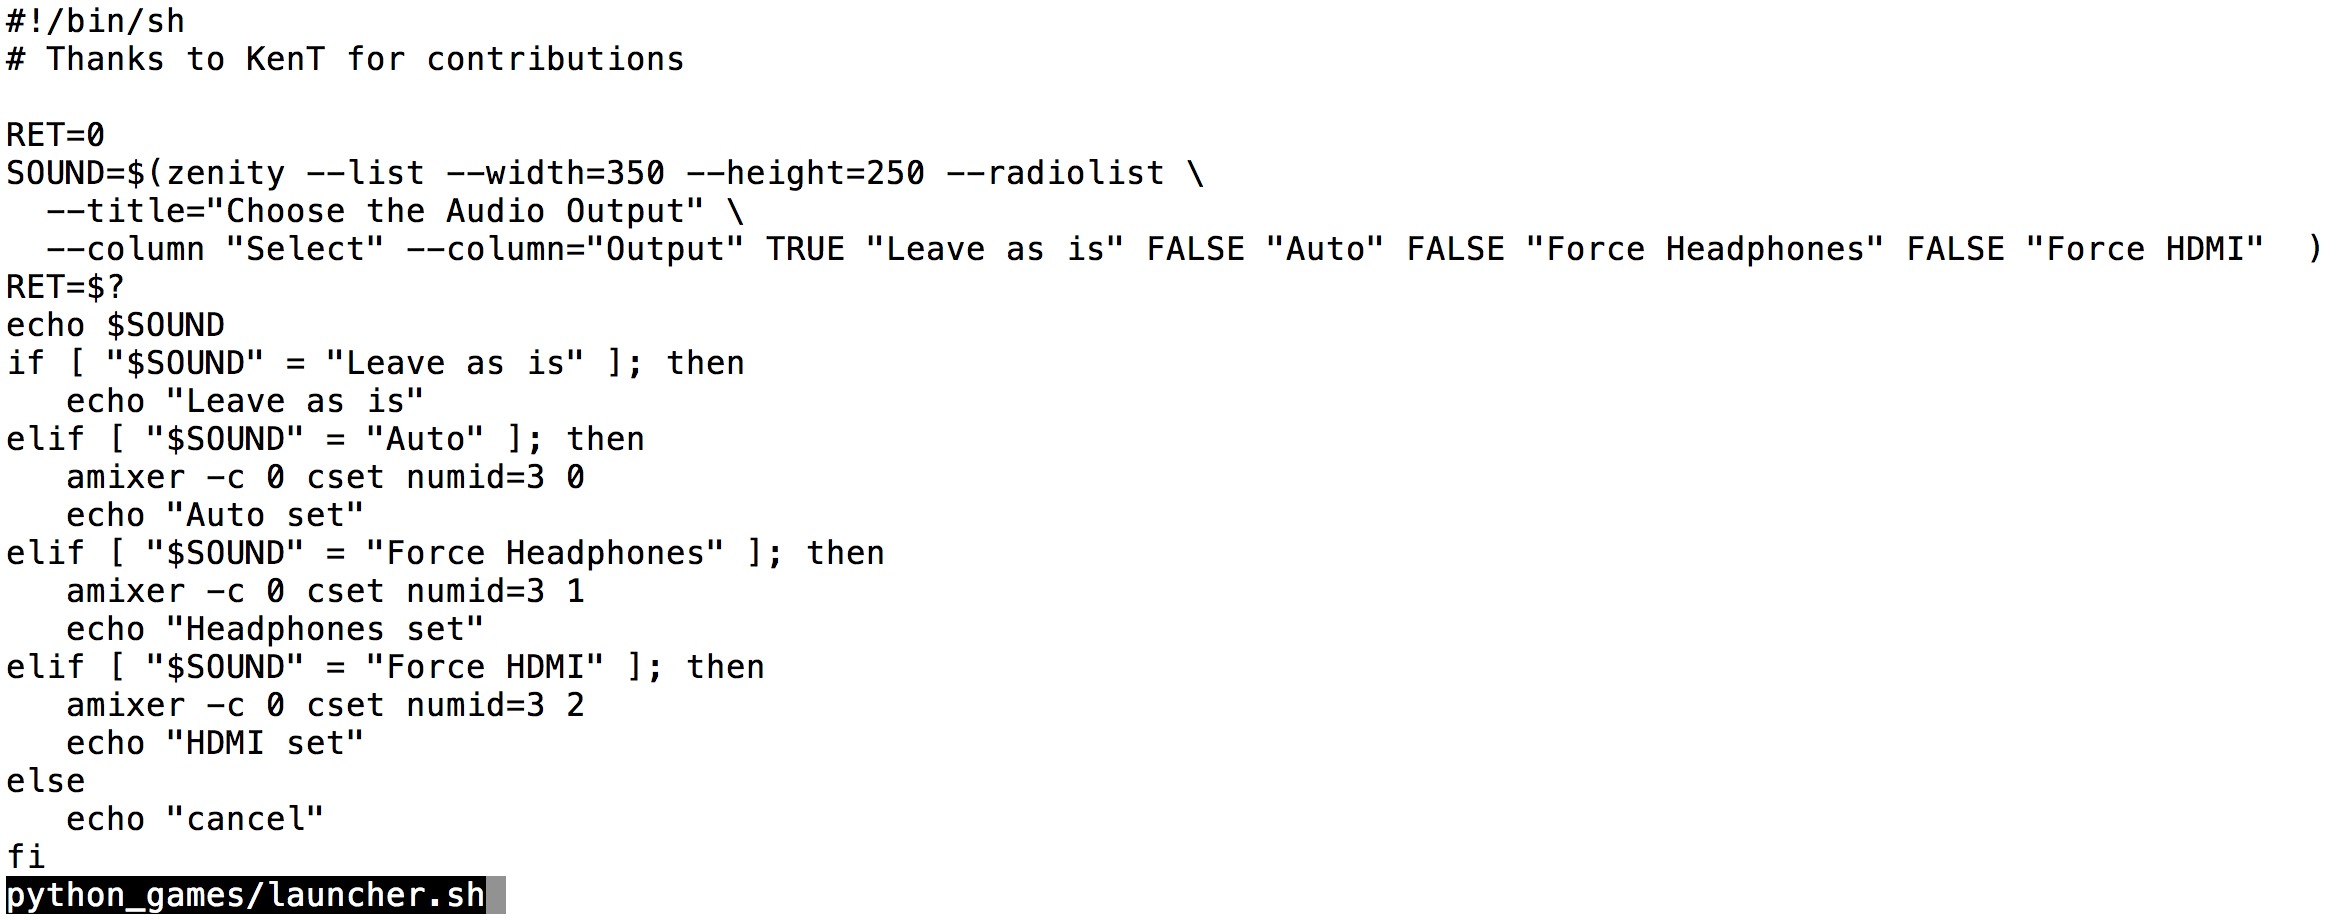 #!/bin/sh
# Thanks to KenT for contributions

RET=0
SOUND=$(zenity --list --width=350 --height=250 --radiolist \
  --title="Choose the Audio Output" \
  --column "Select" --column="Output" TRUE "Leave as is" FALSE "Auto" FALSE "Force Headphones" FALSE "Force HDMI"  )
RET=$?
echo $SOUND
if [ "$SOUND" = "Leave as is" ]; then
   echo "Leave as is"
elif [ "$SOUND" = "Auto" ]; then
   amixer -c 0 cset numid=3 0
   echo "Auto set"
elif [ "$SOUND" = "Force Headphones" ]; then
   amixer -c 0 cset numid=3 1
   echo "Headphones set"
elif [ "$SOUND" = "Force HDMI" ]; then
   amixer -c 0 cset numid=3 2
   echo "HDMI set"
else
   echo "cancel"
fi
python_games/launcher.sh